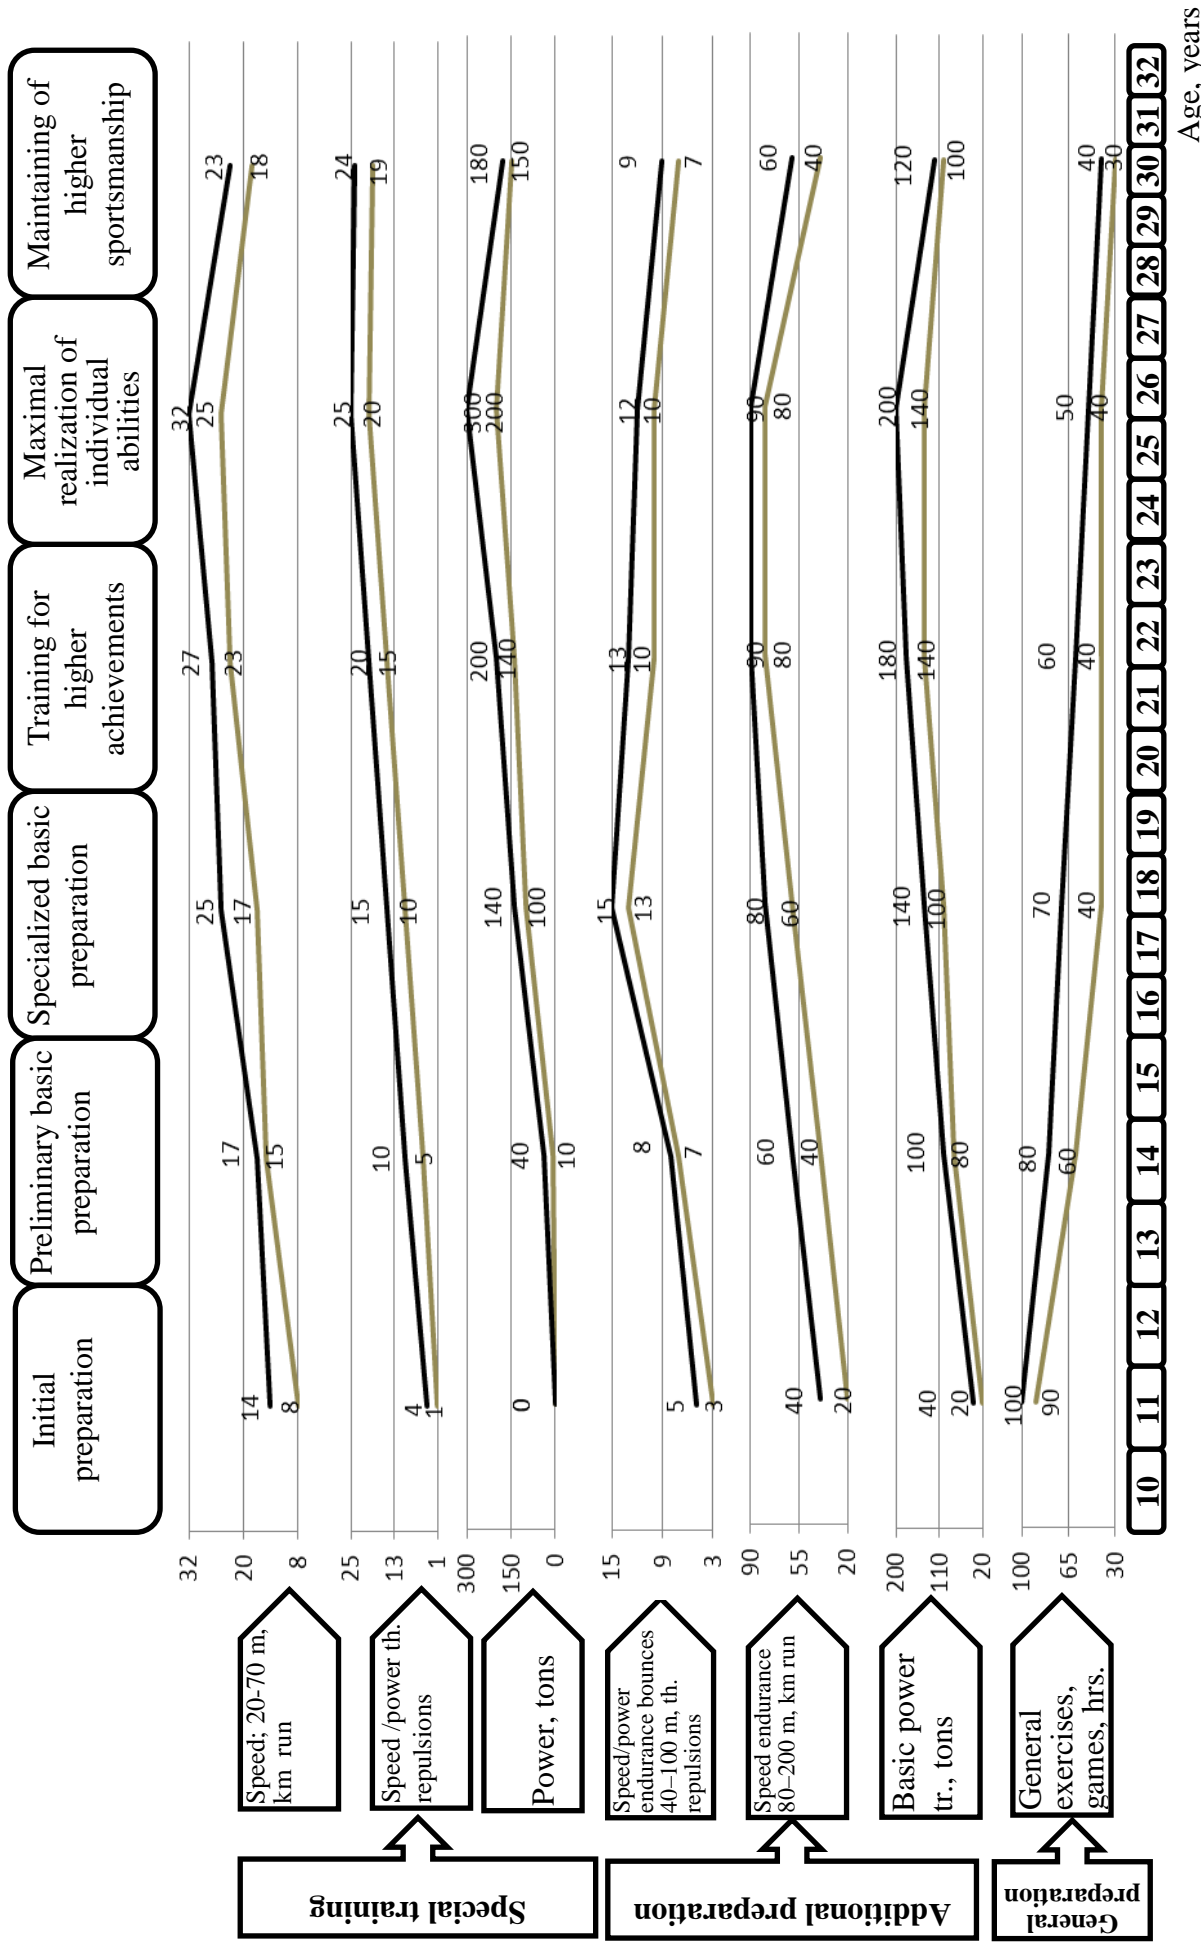 Initial
preparation
Preliminary basic
preparation
Specialized basic
preparation
Training for
higher
achievements
Maximal
realization of
individual
abilities
Maintaining of
higher
sportsmanship
Special training
Speed; 20-70 m,
km run
32
20
8
14
17
25
27
32
23
8
15
17
23
25
18
Speed /power th.
repulsions
25
13
1
4
10
15
20
25
24
1
5
10
15
20
19
Power, tons
300
150
0
0
40
140
200
300
180
10
100
140
200
150
Additional preparation
Speed/power
endurance bounces
40–100 m, th.
repulsions
15
9
3
5
8
15
13
12
9
3
7
13
10
10
7
Speed endurance
80–200 m, km run
90
55
20
40
60
80
90
90
60
20
40
60
80
80
40
Basic power
tr., tons
200
110
20
40
100
140
180
200
120
20
80
100
140
140
100
General
preparation
General
exercises,
games, hrs.
100
65
30
100
80
70
60
50
40
90
60
40
40
40
30
10 11 12 13 14 15 16 17 18 19 20 21 22 23 24 25 26 27 28 29 30 31 32
Age, years